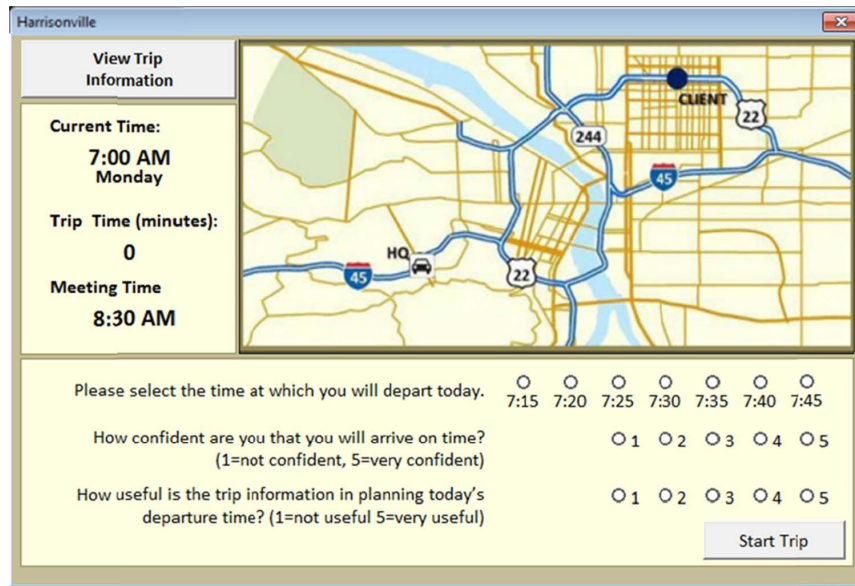 Harrisonville
View Trip
Information
Current Time:
7:00 AM
Monday
Trip Time (minutes):
0
Meeting Time
8:30 AM
CLIENT
22
244
45
HQ
45
22
Please select the time at which you will depart today.
7:15 7:20 7:25 7:30 7:35 7:40 7:45
How confident are you that you will arrive on time?
(1=not confident, 5=very confident)
1 2 3 4 5
How useful is the trip information in planning today's
departure time? (1=not useful 5=very useful)
1 2 3 4 5
Start Trip